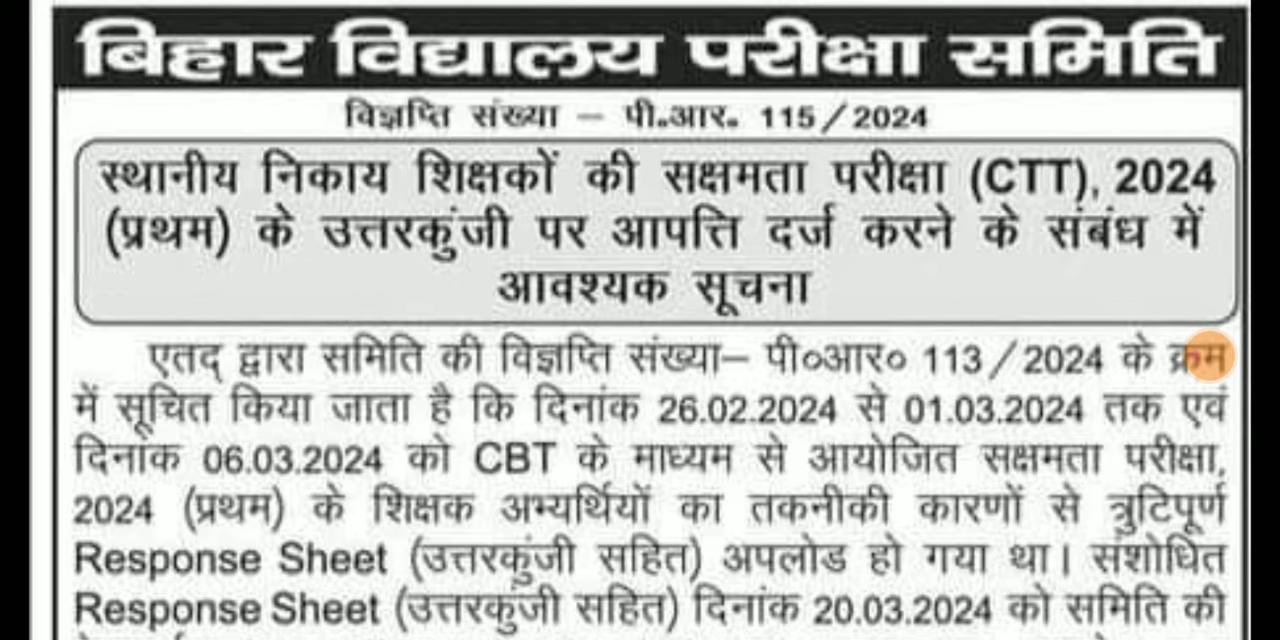 बिहार विद्यालय परीक्षा समिति
विज्ञप्ति संख्या – पी॰आर॰ 115/2024
स्थानीय निकाय शिक्षकों की सक्षमता परीक्षा (CTT), 2024
(प्रथम) के उत्तरकुंजी पर आपत्ति दर्ज करने के संबंध में
आवश्यक सूचना
एतद् द्वारा समिति की विज्ञप्ति संख्या– पी०आर० 113/2024 के क्रम
में सूचित किया जाता है कि दिनांक 26.02.2024 से 01.03.2024 तक एवं
दिनांक 06.03.2024 को CBT के माध्यम से आयोजित सक्षमता परीक्षा,
2024 (प्रथम) के शिक्षक अभ्यर्थियों का तकनीकी कारणों से त्रुटिपूर्ण
Response Sheet (उत्तरकुंजी सहित) अपलोड हो गया था। संशोधित
Response Sheet (उत्तरकुंजी सहित) दिनांक 20.03.2024 को समिति की